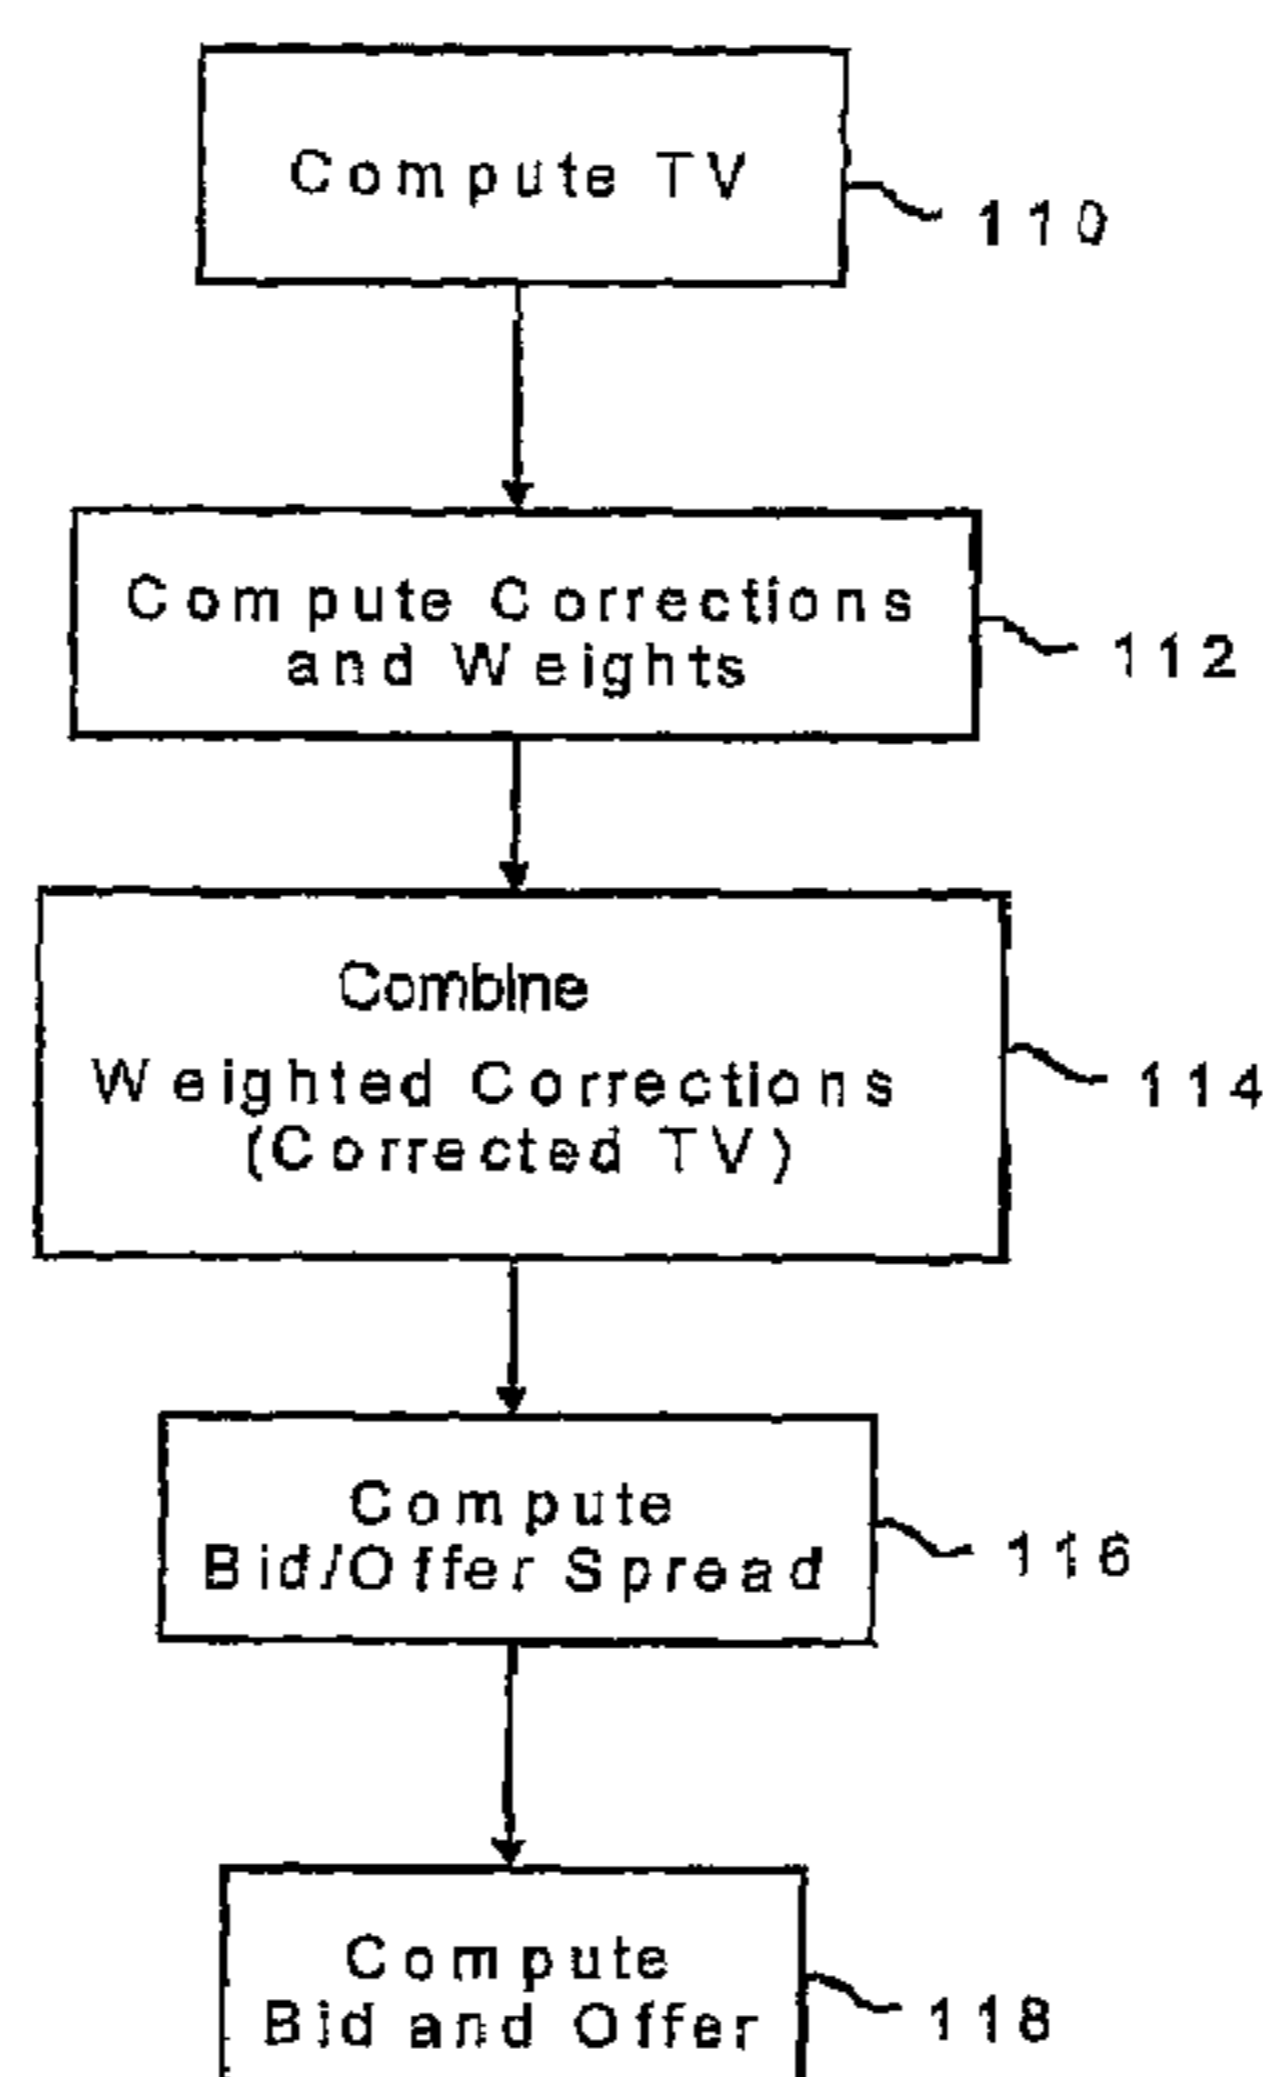 Compute TV
110
Compute Corrections
and Weights
112
Combine
Weighted Corrections
(Corrected TV)
114
Compute
Bid/Offer Spread
116
Compute
Bid and Offer
118